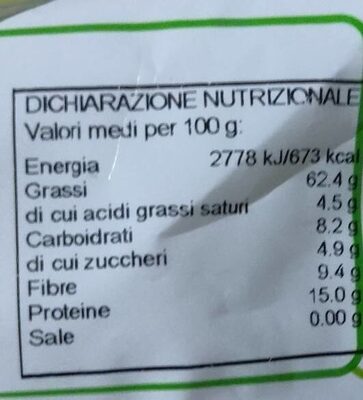 DICHIARAZIONE NUTRIZIONALE
Valori medi per 100 g:
Energia 2778 kJ/673 kcal
Grassi 62.4 g
di cui acidi grassi saturi 4.5 g
Carboidrati 8.2 g
di cui zuccheri 4.9 g
Fibre 9.4 g
Proteine 15.0 g
Sale 0.00 g